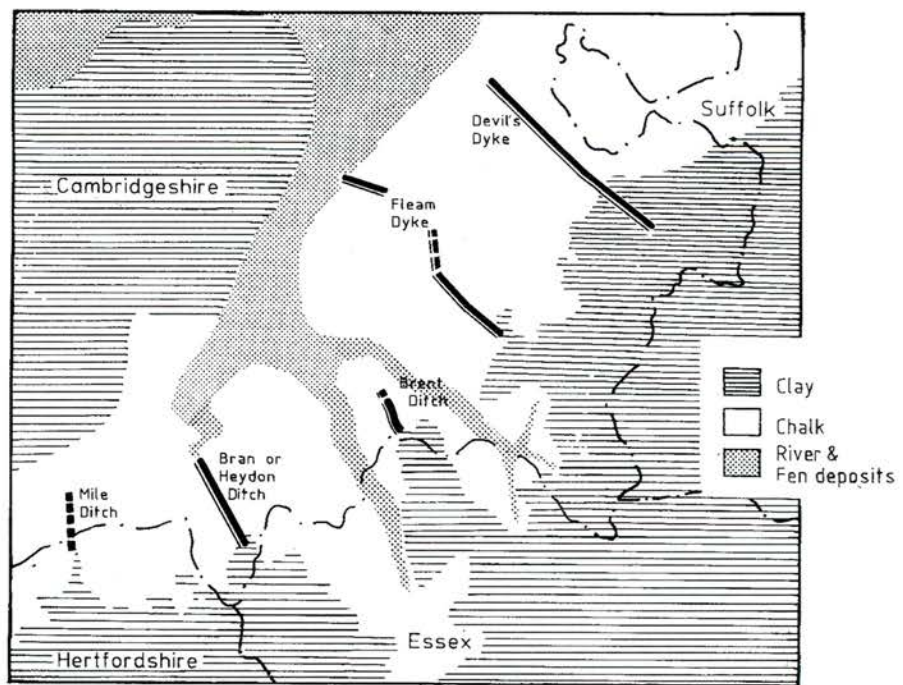 Suffolk
Devil's
Dyke
Cambridgeshire
Fleam
Dyke
Clay
Chalk
River &
Fen deposits
Brent
Ditch
Bran or
Heydon
Ditch
Mile
Ditch
Essex
Hertfordshire